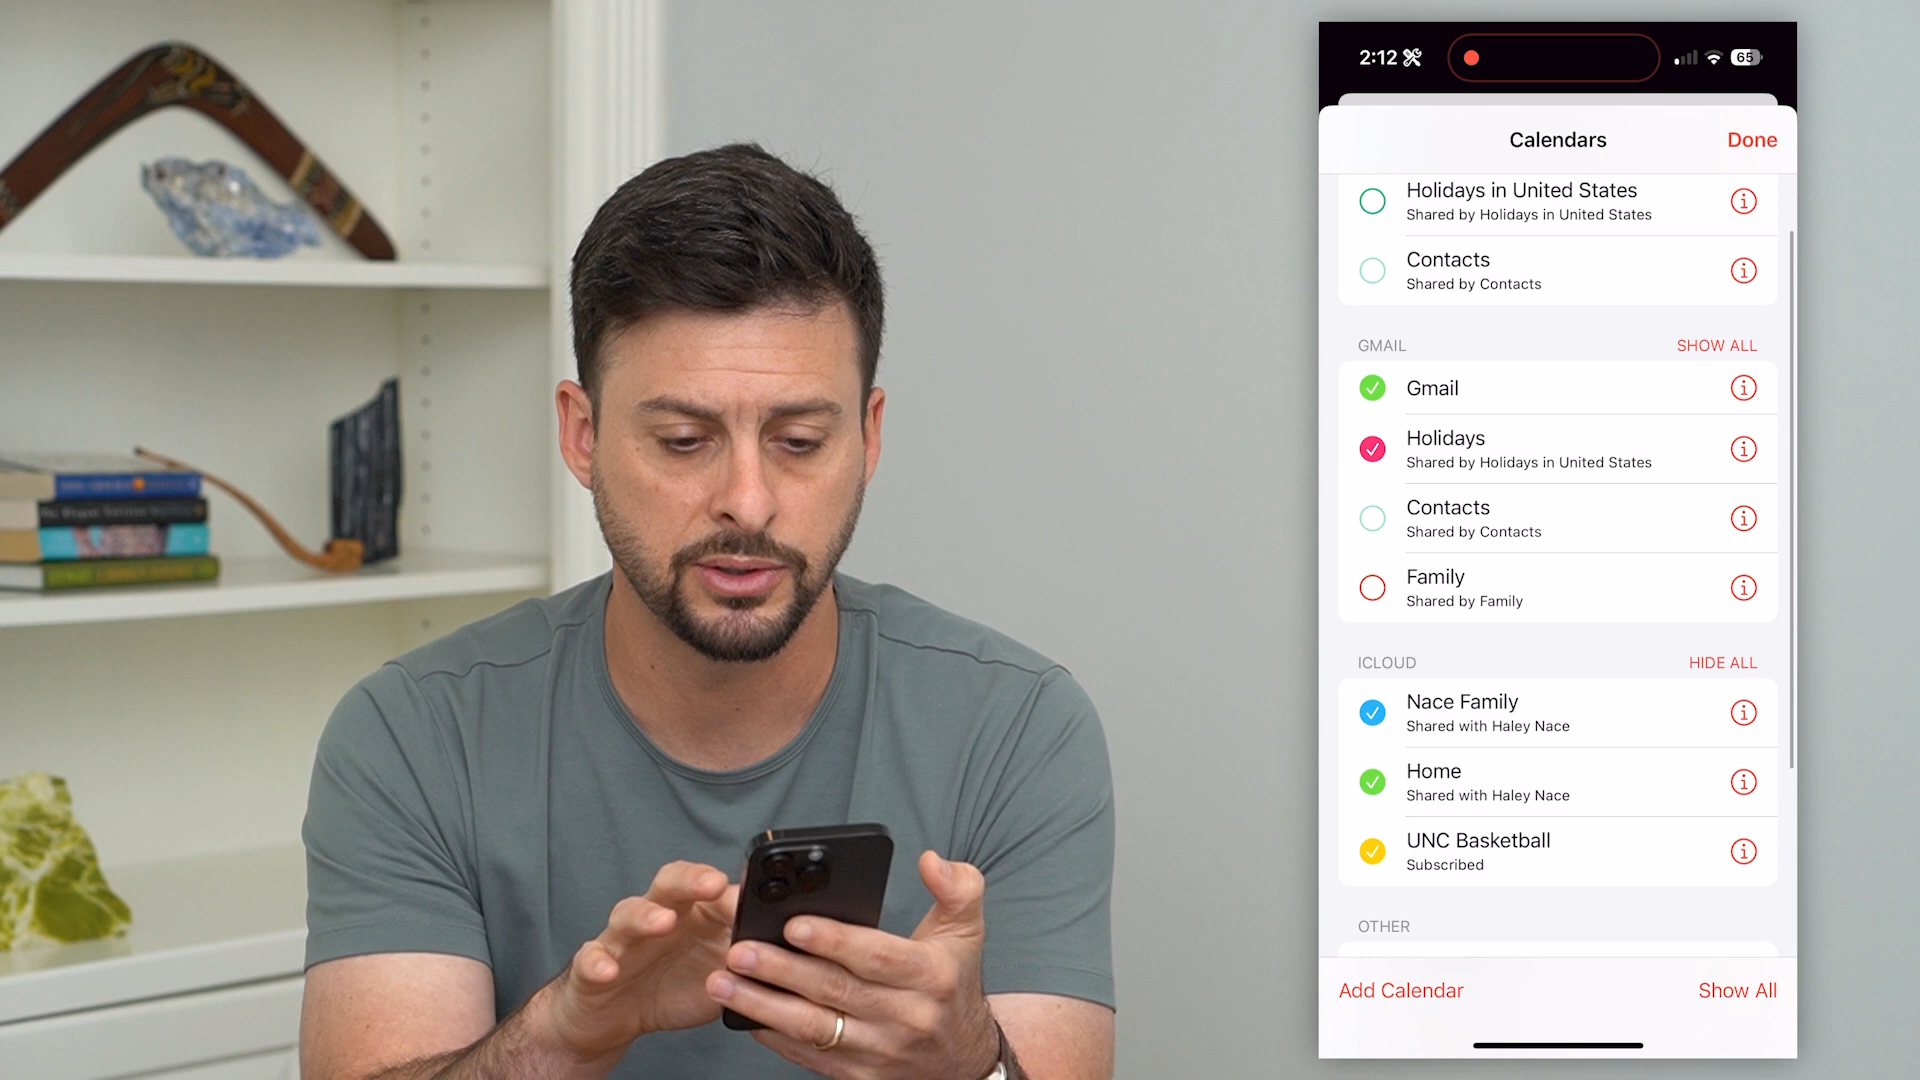 2:12
65
Calendars
Done
Holidays in United States
Shared by Holidays in United States
Contacts
Shared by Contacts
GMAIL
SHOW ALL
Gmail
Holidays
Shared by Holidays in United States
Contacts
Shared by Contacts
Family
Shared by Family
ICLOUD
HIDE ALL
Nace Family
Shared with Haley Nace
Home
Shared with Haley Nace
UNC Basketball
Subscribed
OTHER
Add Calendar
Show All